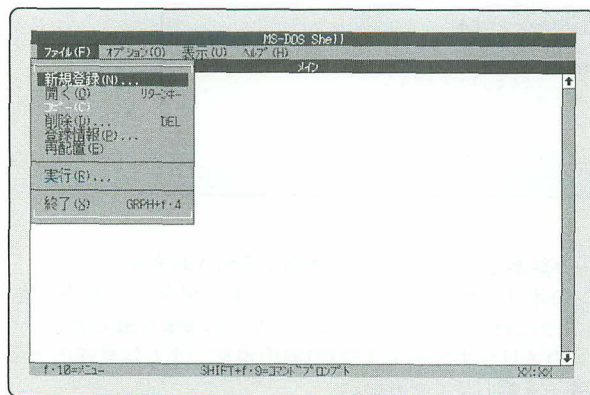 MS-DOS Shell
ファイル(F) オプション(O) 表示(V) ヘルプ(H)
メイン
新規登録(N)...
開く(O) リターンキー
コピー(C)
削除(D)... DEL
登録情報(P)...
再配置(E)
実行(R)...
終了(X) GRPH+f・4
f・10=メニュー SHIFT+f・9=コマンドプロンプト XX:XX